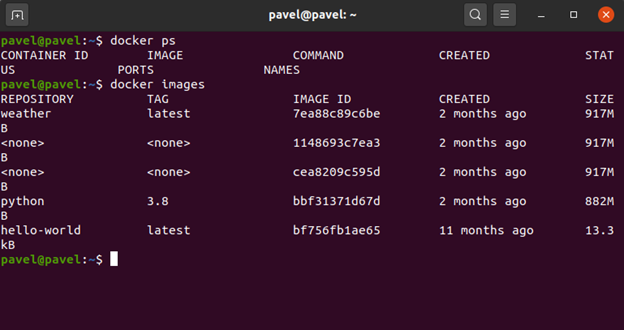 pavel@pavel: ~
pavel@pavel:~$ docker ps
CONTAINER ID        IMAGE               COMMAND             CREATED             STAT
US              PORTS               NAMES
pavel@pavel:~$ docker images
REPOSITORY          TAG                 IMAGE ID            CREATED             SIZE
weather             latest              7ea88c89c6be        2 months ago        917M
B
<none>              <none>              1148693c7ea3        2 months ago        917M
B
<none>              <none>              cea8209c595d        2 months ago        917M
B
python              3.8                 bbf31371d67d        2 months ago        882M
B
hello-world         latest              bf756fb1ae65        11 months ago       13.3
kB
pavel@pavel:~$